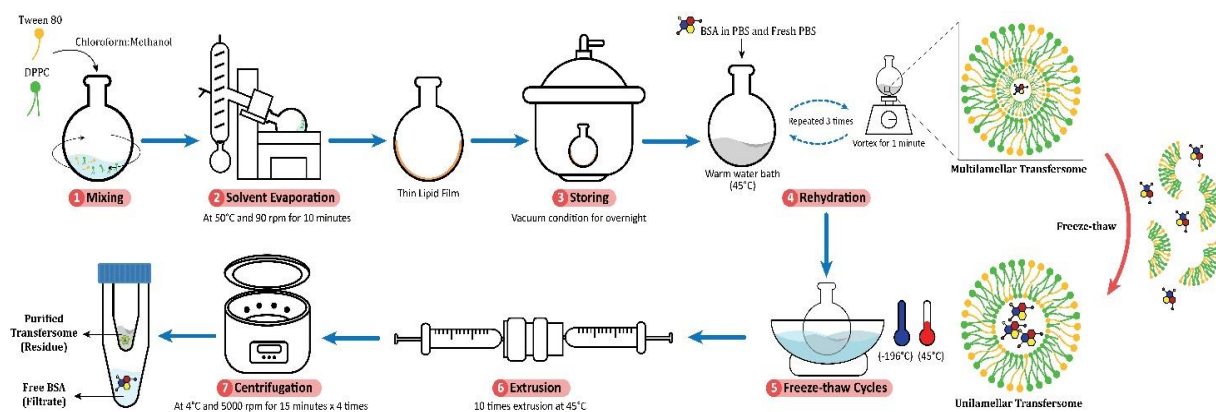 Tween 80
Chloroform:Methanol
DPPC
1 Mixing
2 Solvent Evaporation
At 50°C and 90 rpm for 10 minutes
Thin Lipid Film
3 Storing
Vacuum condition for overnight
BSA in PBS and Fresh PBS
Repeated 3 times
Vortex for 1 minute
Warm water bath
(45°C)
4 Rehydration
Multilamellar Transfersome
Freeze-thaw
Unilamellar Transfersome
(-196°C)
(45°C)
5 Freeze-thaw Cycles
6 Extrusion
10 times extrusion at 45°C
7 Centrifugation
At 4°C and 5000 rpm for 15 minutes x 4 times
Purified
Transfersome
(Residue)
Free BSA
(Filtrate)